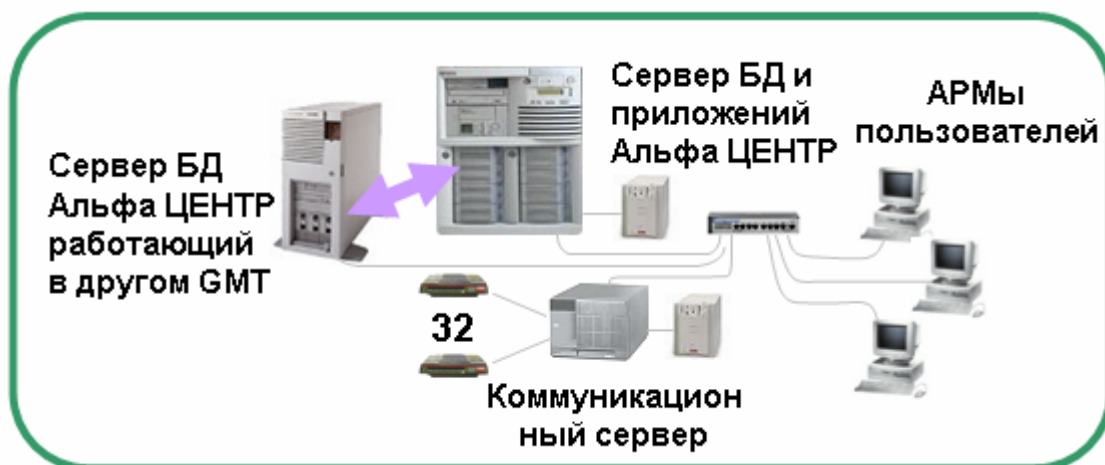 Сервер БД
Альфа ЦЕНТР
работающий
в другом GMT
Сервер БД и
приложений
Альфа ЦЕНТР
АРМы
пользователей
32
Коммуникацион
ный сервер